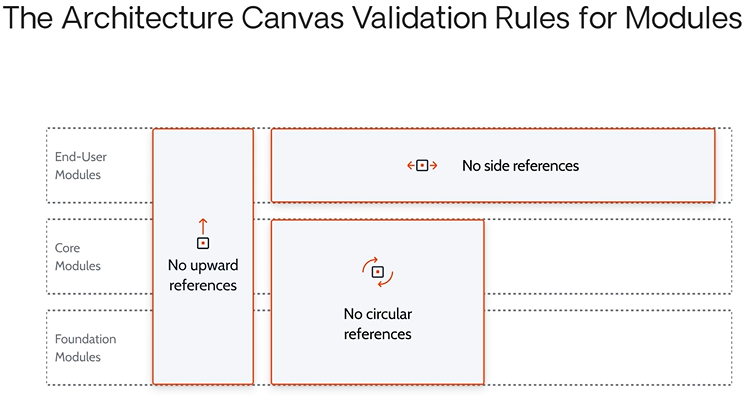 The Architecture Canvas Validation Rules for Modules
End-User
Modules
No side references
Core
Modules
No upward
references
No circular
references
Foundation
Modules